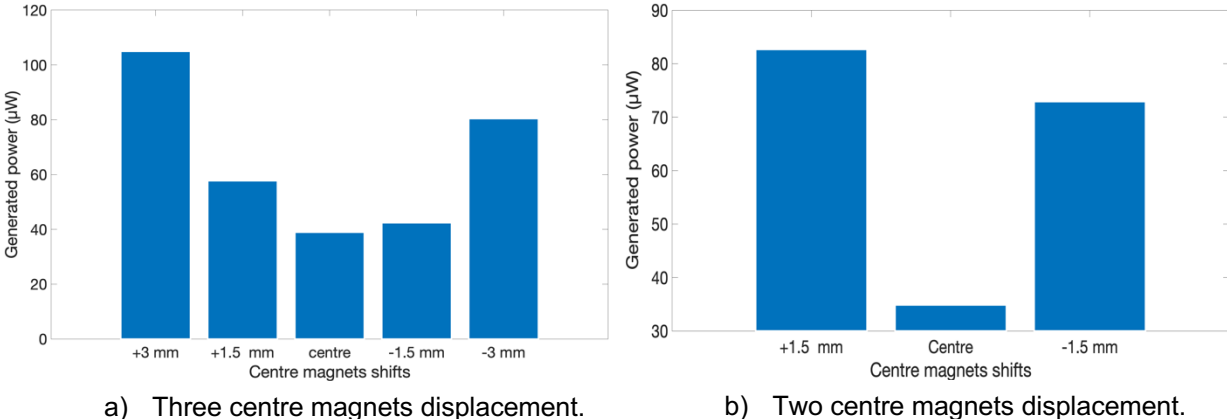 120
100
80
60
40
20
0
Generated power (µW)
+3 mm +1.5 mm centre -1.5 mm -3 mm
Centre magnets shifts
a) Three centre magnets displacement.
90
80
70
60
50
40
30
Generated power (µW)
+1.5 mm Centre -1.5 mm
Centre magnets shifts
b) Two centre magnets displacement.